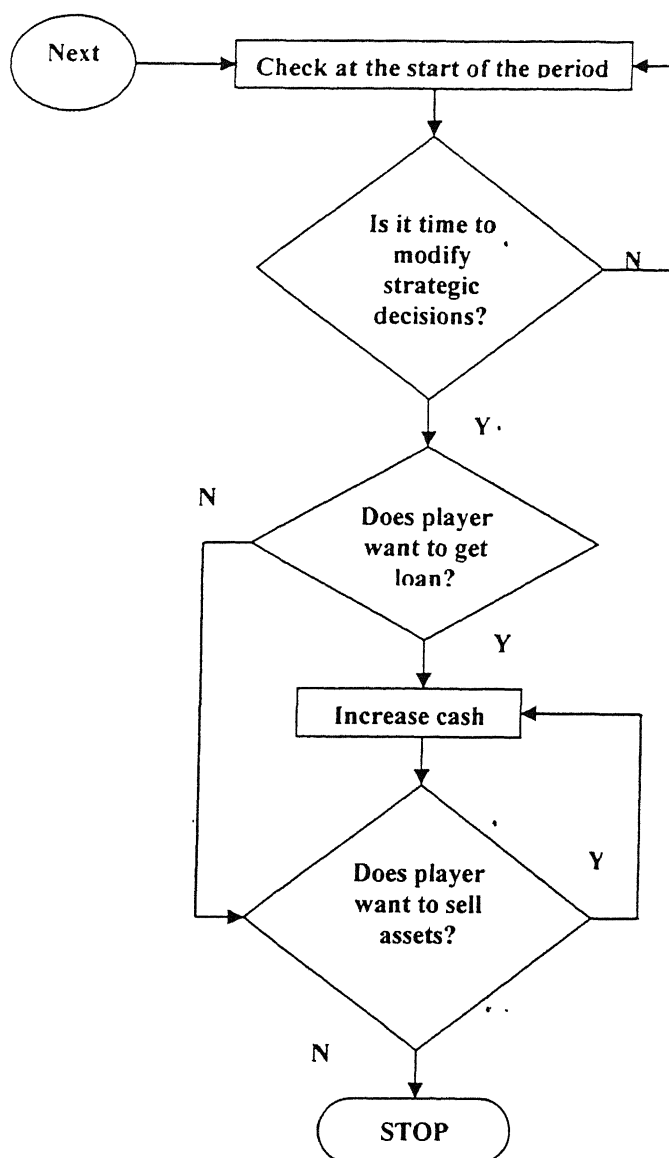 Next
Check at the start of the period
Is it time to
modify
strategic
decisions?
N
Y
N
Does player
want to get
loan?
Y
Increase cash
Does player
want to sell
assets?
Y
N
STOP